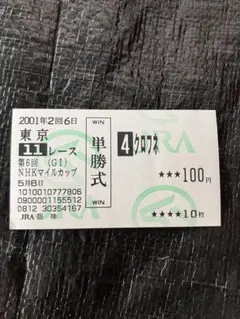 2001年2回6日
東京
11レース
第6回 (GⅠ)
NHKマイルカップ
5月6日
1010010777806
0900001155512
0812 30354167
JRA阪神
WIN
単勝式
WIN
4 クロフネ
★★★100円
★★★★10枚
JRA
JRA